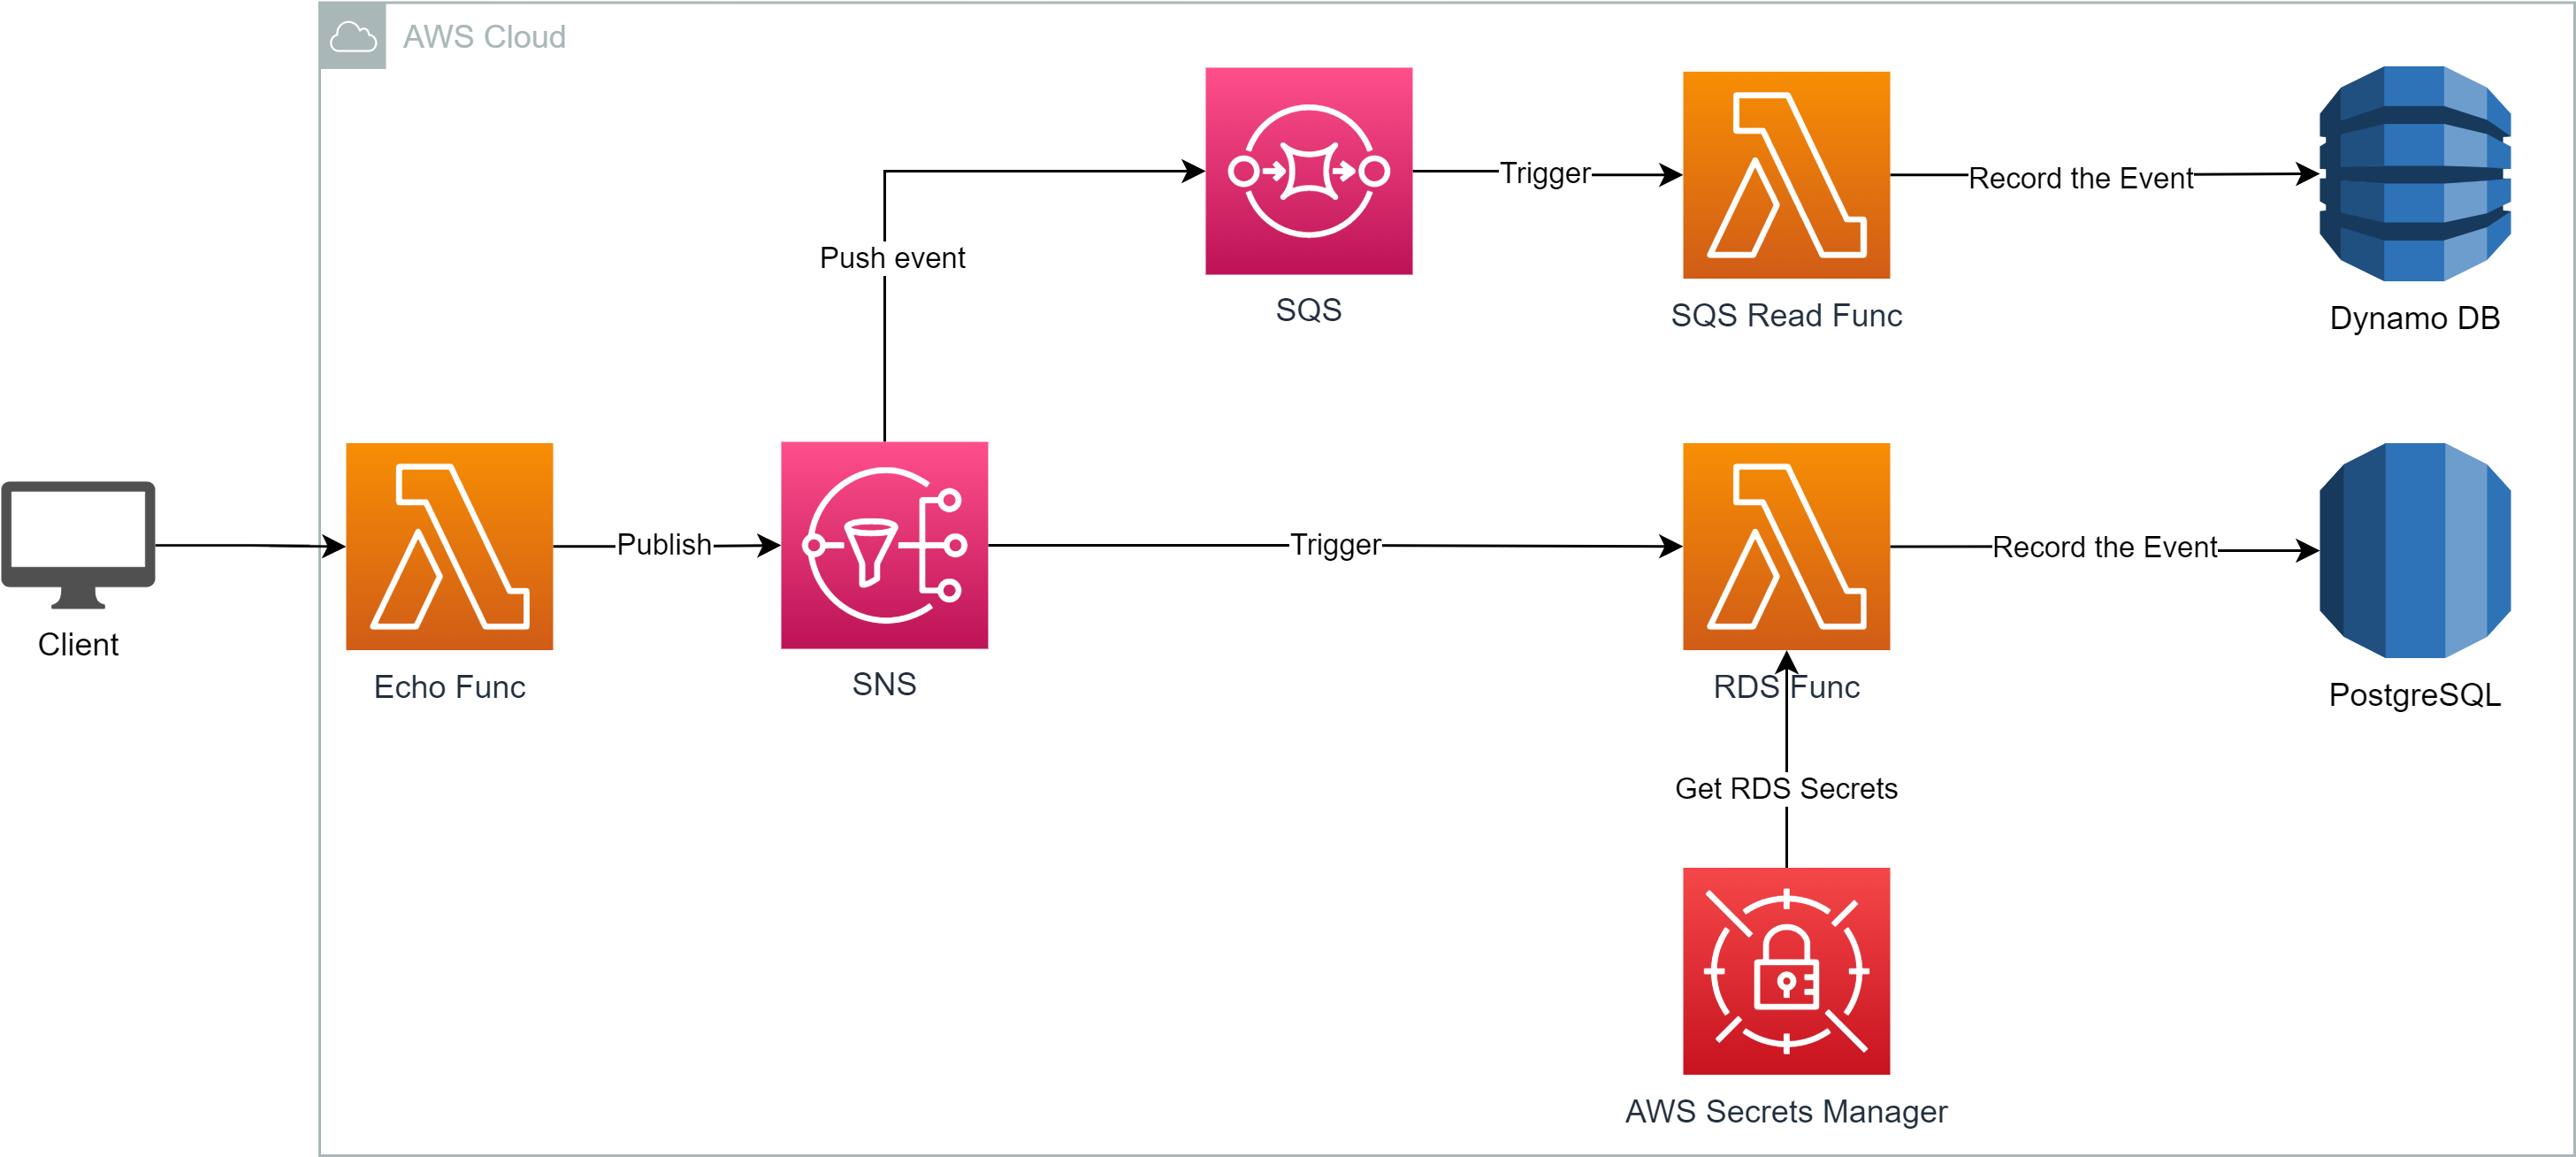 AWS Cloud
Push event
SQS
Trigger
SQS Read Func
Record the Event
Dynamo DB
Client
Echo Func
Publish
SNS
Trigger
RDS Func
Record the Event
PostgreSQL
Get RDS Secrets
AWS Secrets Manager